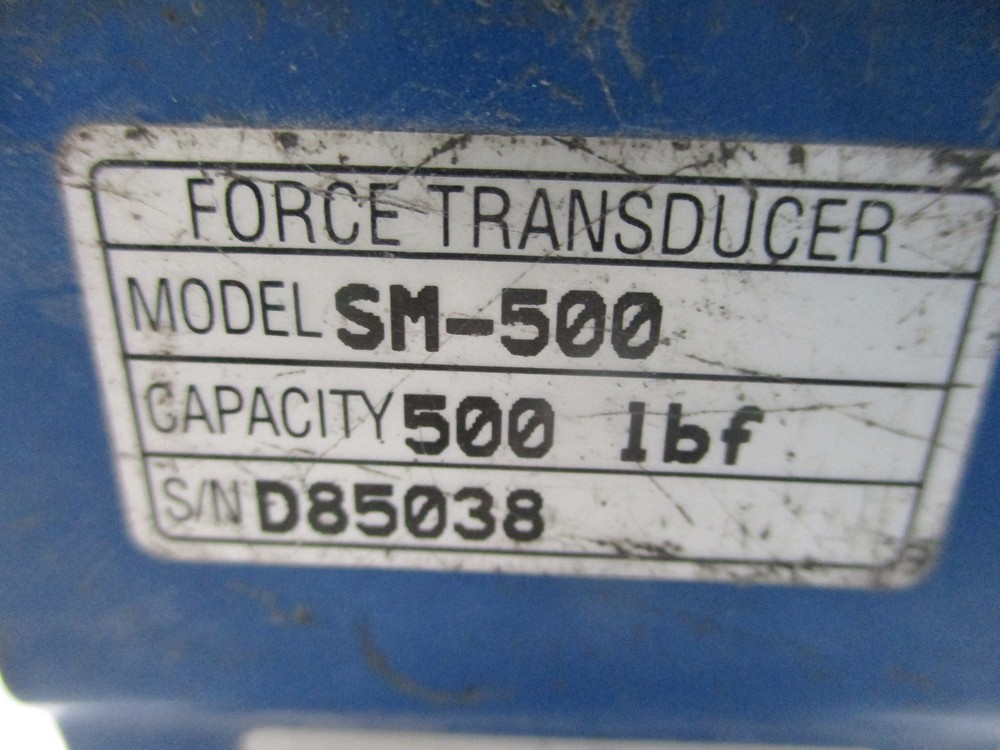 FORCE TRANSDUCER
MODEL SM-500
CAPACITY 500 lbf
S/N D85038